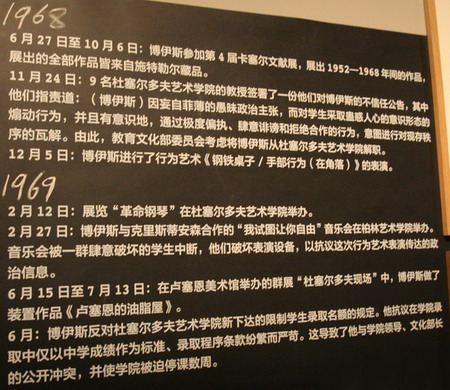 1968
6 月 27 日至 10 月 6 日：博伊斯参加第 4 届卡塞尔文献展，展出 1952—1968 年间的作品，
展出的全部作品皆来自施特勒尔藏品。
11 月 24 日：9 名杜塞尔多夫艺术学院的教授签署了一份他们对博伊斯的不信任公告，其中
他们指责道：（博伊斯）因妄自菲薄的愚昧政治主张，而对学生采取蛊惑人心的意识形态的
煽动行为，并且有意识地，通过极度偏执、肆意诽谤和拒绝合作的行为，意图进行对现存秩
序的瓦解。由此，教育文化部委员会考虑将博伊斯从杜塞尔多夫艺术学院解职。
12 月 5 日：博伊斯进行了行为艺术《钢铁桌子／手部行为（在角落）》的表演。
1969
2 月 12 日：展览“革命钢琴”在杜塞尔多夫艺术学院举办。
2 月 27 日：博伊斯与克里斯蒂安森合作的“我试图让你自由”音乐会在柏林艺术学院举办。
音乐会被一群肆意破坏的学生中断，他们破坏表演设备，以抗议这次行为艺术表演传达的政
治信息。
6 月 15 日至 7 月 13 日：在卢塞恩美术馆举办的群展“杜塞尔多夫现场”中，博伊斯做了
装置作品《卢塞恩的油脂屋》。
6 月：博伊斯反对杜塞尔多夫艺术学院新下达的限制学生录取名额的规定。他抗议在学院录
取中仅以中学成绩作为标准、录取程序条款纷繁而严苛。这导致了他与学院领导、文化部长
的公开冲突，并使学院被迫停课数周。